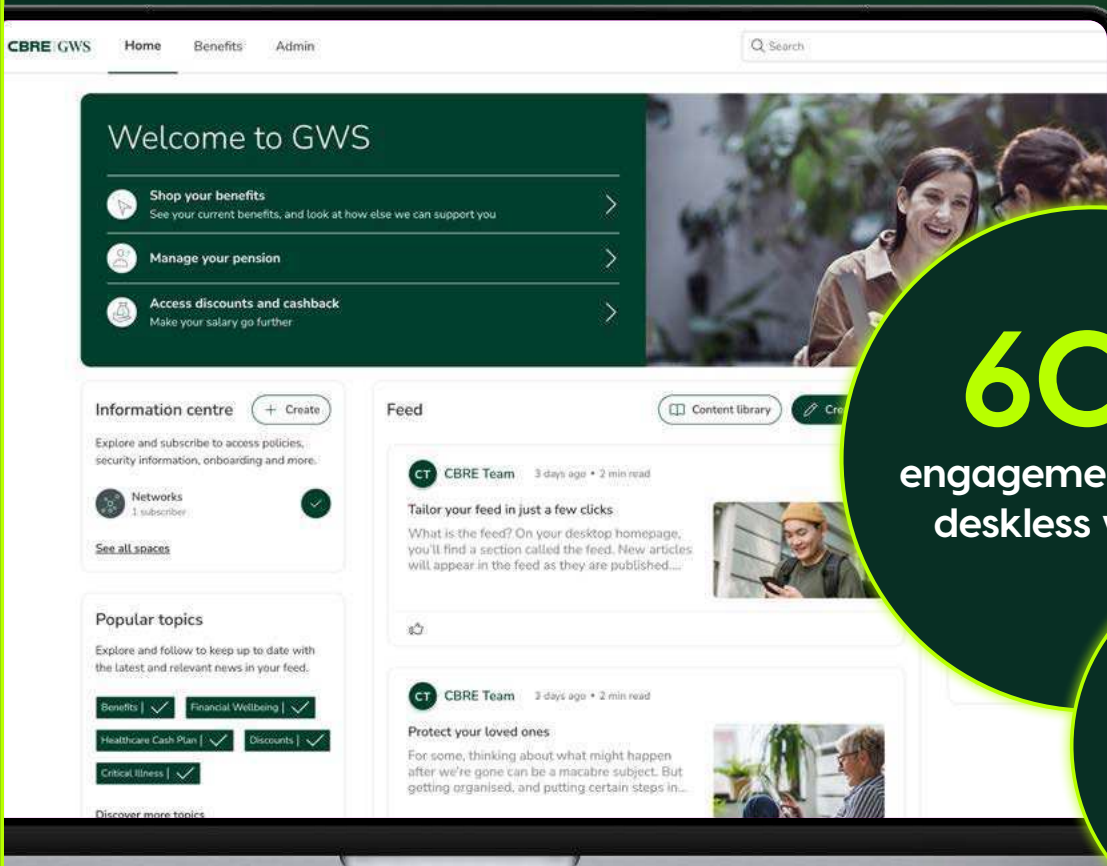 CBRE GWS Home Benefits Admin Search
Welcome to GWS
Shop your benefits
See your current benefits, and look at how else we can support you
Manage your pension
Access discounts and cashback
Make your salary go further
Information centre + Create
Explore and subscribe to access policies,
security information, onboarding and more.
Networks
1 subscriber
See all spaces
Popular topics
Explore and follow to keep up to date with
the latest and relevant news in your feed.
Benefits | Financial Wellbeing |
Healthcare Cash Plan | Discounts |
Critical Illness |
Discover more topics
Feed Content library
CT CBRE Team 3 days ago • 2 min read
Tailor your feed in just a few clicks
What is the feed? On your desktop homepage,
you'll find a section called the feed. New articles
will appear in the feed as they are published....
CT CBRE Team 3 days ago • 2 min read
Protect your loved ones
For some, thinking about what might happen
after we're gone can be a macabre subject. But
getting organised, and putting certain steps in...
60
deskless